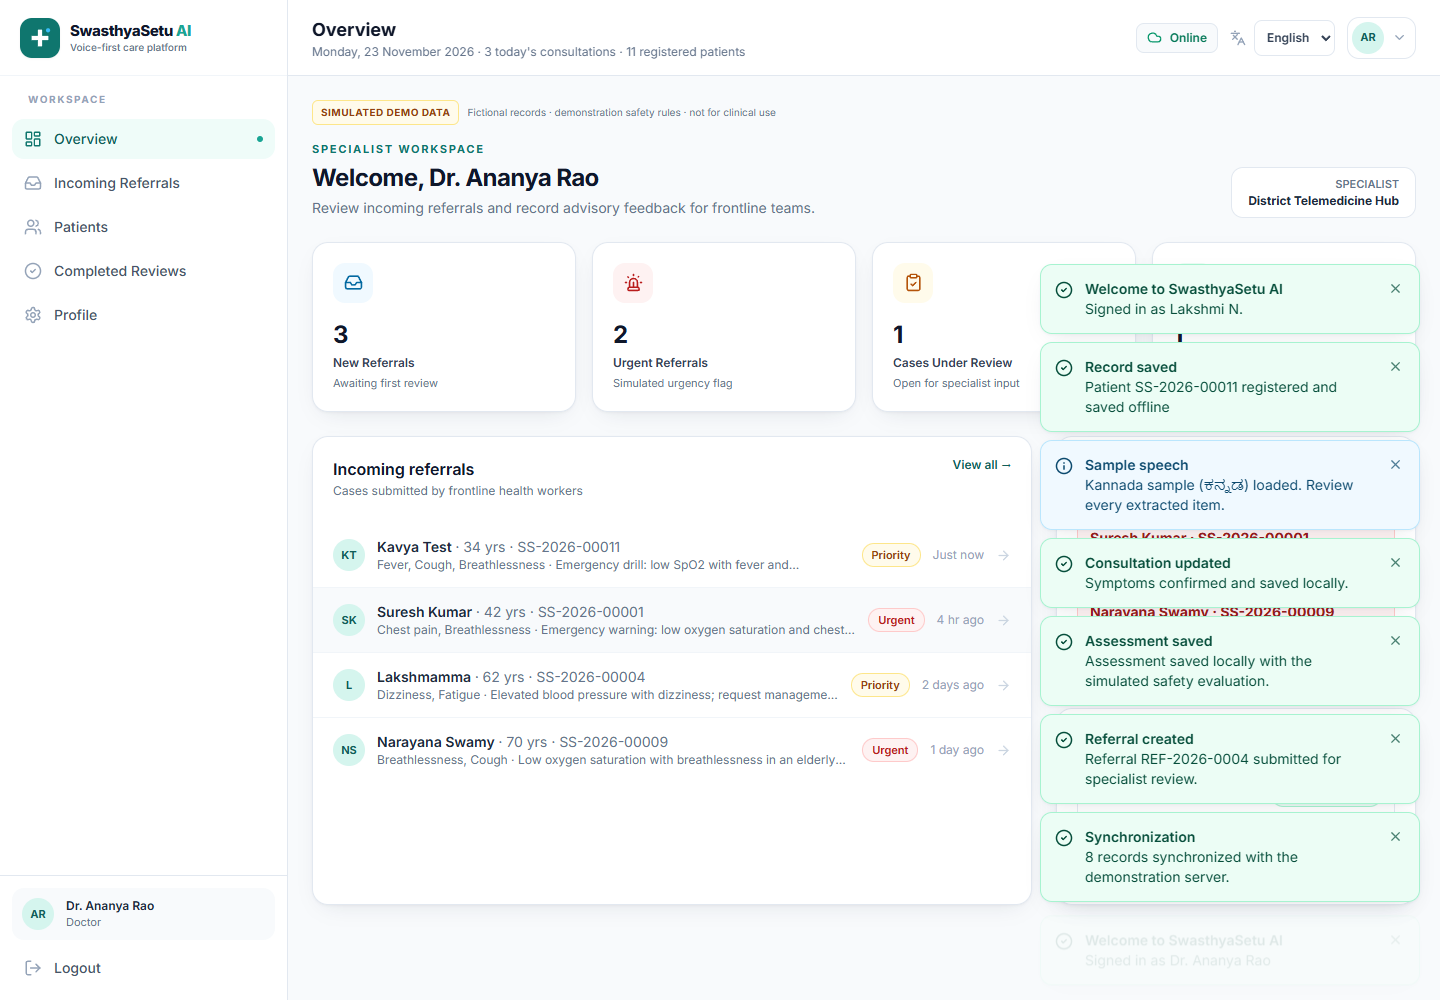 SwasthyaSetu AI
Voice-first care platform
WORKSPACE
Overview
Incoming Referrals
Patients
Completed Reviews
Profile
AR
Dr. Ananya Rao
Doctor
Logout
Overview
Monday, 23 November 2026 · 3 today's consultations · 11 registered patients
Online
English
AR
SIMULATED DEMO DATA
Fictional records · demonstration safety rules · not for clinical use
SPECIALIST WORKSPACE
Welcome, Dr. Ananya Rao
Review incoming referrals and record advisory feedback for frontline teams.
SPECIALIST
District Telemedicine Hub
3
New Referrals
Awaiting first review
2
Urgent Referrals
Simulated urgency flag
1
Cases Under Review
Open for specialist input
Incoming referrals
Cases submitted by frontline health workers
View all →
KT
Kavya Test · 34 yrs · SS-2026-00011
Fever, Cough, Breathlessness · Emergency drill: low SpO2 with fever and...
Priority
Just now
SK
Suresh Kumar · 42 yrs · SS-2026-00001
Chest pain, Breathlessness · Emergency warning: low oxygen saturation and chest...
Urgent
4 hr ago
L
Lakshmamma · 62 yrs · SS-2026-00004
Dizziness, Fatigue · Elevated blood pressure with dizziness; request manageme...
Priority
2 days ago
NS
Narayana Swamy · 70 yrs · SS-2026-00009
Breathlessness, Cough · Low oxygen saturation with breathlessness in an elderly...
Urgent
1 day ago
Welcome to SwasthyaSetu AI
Signed in as Lakshmi N.
Record saved
Patient SS-2026-00011 registered and
saved offline
Sample speech
Kannada sample (ಕನ್ನಡ) loaded. Review
every extracted item.
Suresh Kumar · SS-2026-00001
Consultation updated
Symptoms confirmed and saved locally.
Narayana Swamy · SS-2026-00009
Assessment saved
Assessment saved locally with the
simulated safety evaluation.
Referral created
Referral REF-2026-0004 submitted for
specialist review.
Synchronization
8 records synchronized with the
demonstration server.
Welcome to SwasthyaSetu AI
Signed in as Dr. Ananya Rao